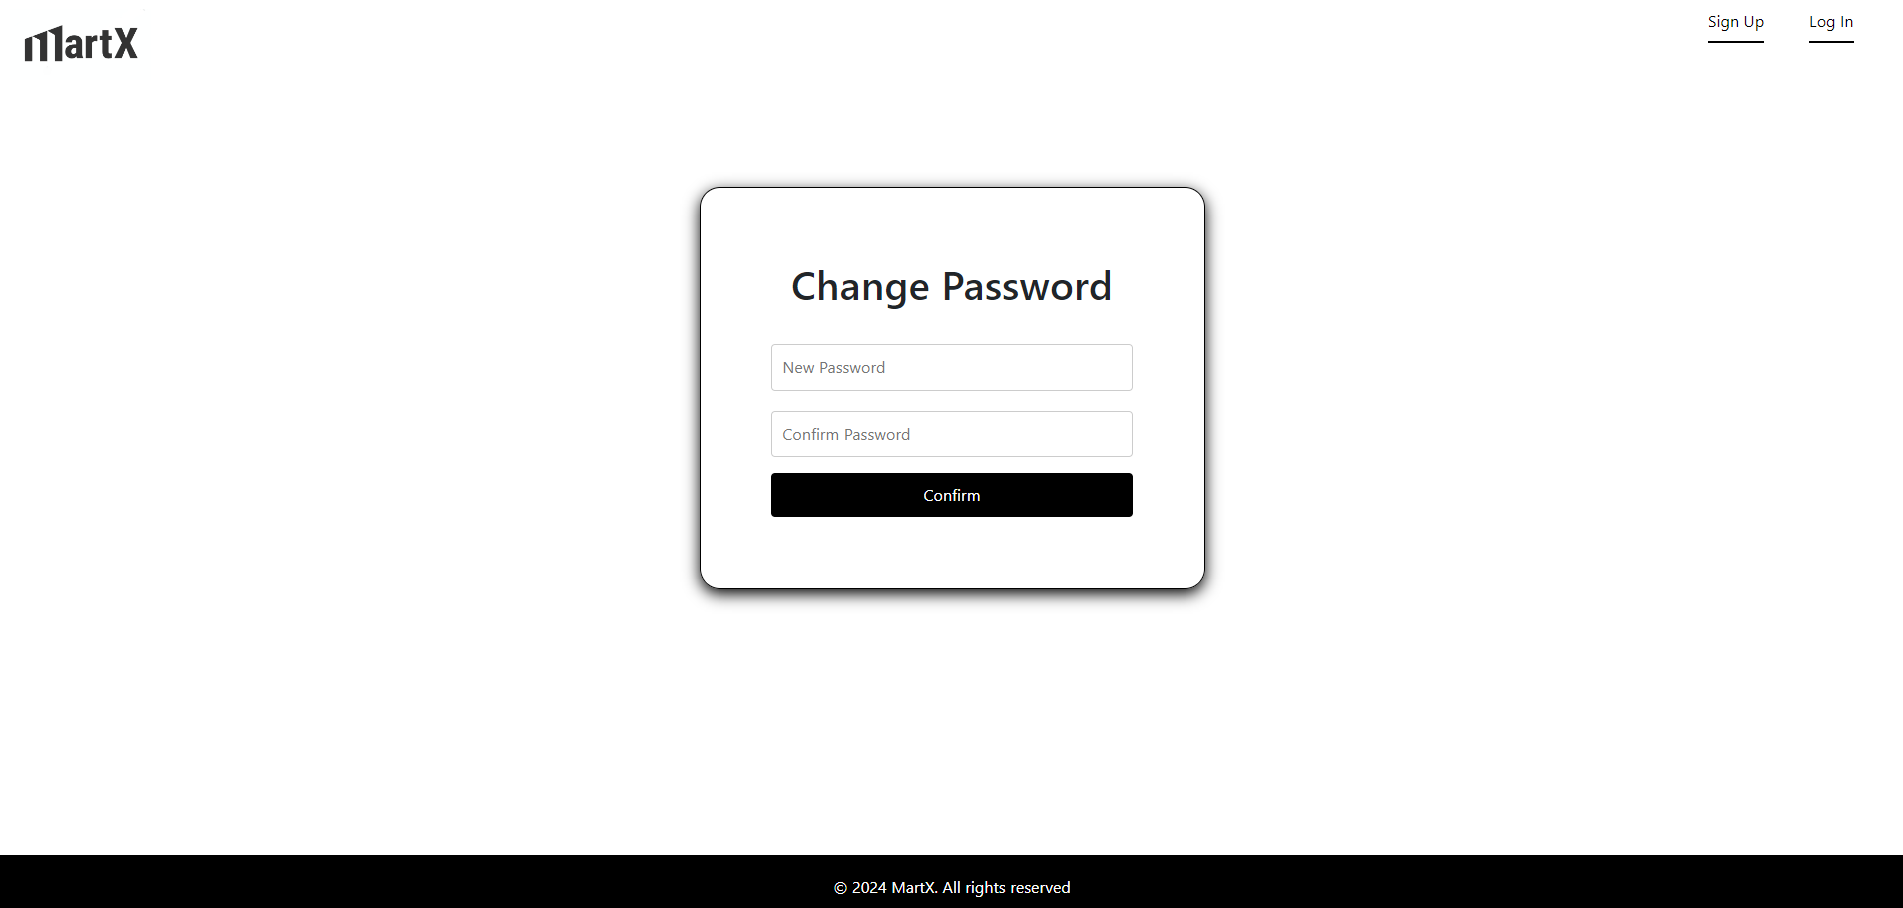 MartX
Sign Up
Log In
Change Password
New Password
Confirm Password
Confirm
© 2024 MartX. All rights reserved